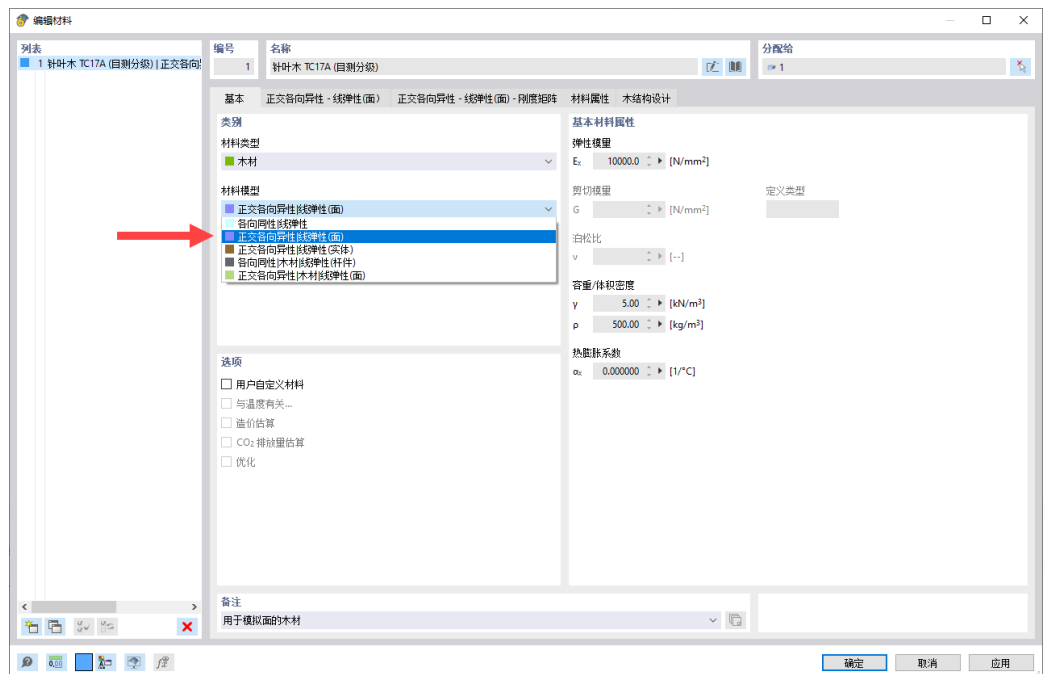 编辑材料
列表
1 针叶木 TC17A (目测分级) | 正交各向
编号
1
名称
针叶木 TC17A (目测分级)
分配给
1
基本
正交各向异性 - 线弹性(面)
正交各向异性 - 线弹性(面) - 刚度矩阵
材料属性
木结构设计
类别
材料类型
木材
材料模型
正交各向异性|线弹性(面)
各向同性|线弹性
正交各向异性|线弹性(面)
正交各向异性|线弹性(实体)
各向同性|木材|线弹性(杆件)
正交各向异性|木材|线弹性(面)
选项
用户自定义材料
与温度有关...
造价估算
CO2 排放量估算
优化
基本材料属性
弹性模量
Ex 10000.0 [N/mm²]
剪切模量
定义类型
G [N/mm²]
泊松比
ν [--]
容重/体积密度
γ 5.00 [kN/m³]
ρ 500.00 [kg/m³]
热膨胀系数
αx 0.000000 [1/°C]
备注
用于模拟面的木材
确定
取消
应用